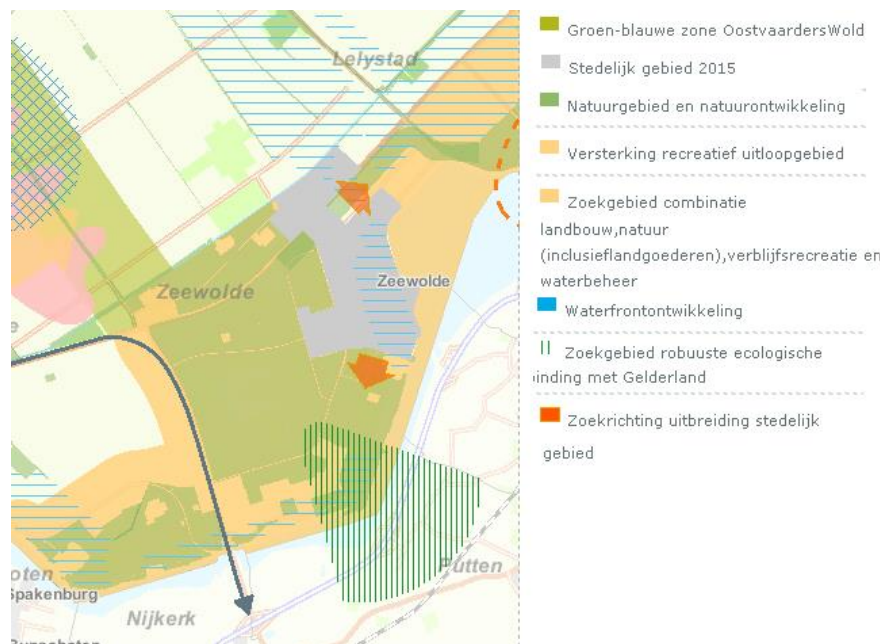 Lelystad
Zeewolde
Zeewolde
e
oten
Spakenburg
Nijkerk
Putten
Groen-blauwe zone OostvaardersWold
Stedelijk gebied 2015
Natuurgebied en natuurontwikkeling
Versterking recreatief uitloopgebied
Zoekgebied combinatie
landbouw,natuur
(inclusieflandgoederen),verblijfsrecreatie en
waterbeheer
Waterfrontontwikkeling
Zoekgebied robuuste ecologische
inding met Gelderland
Zoekrichting uitbreiding stedelijk
gebied